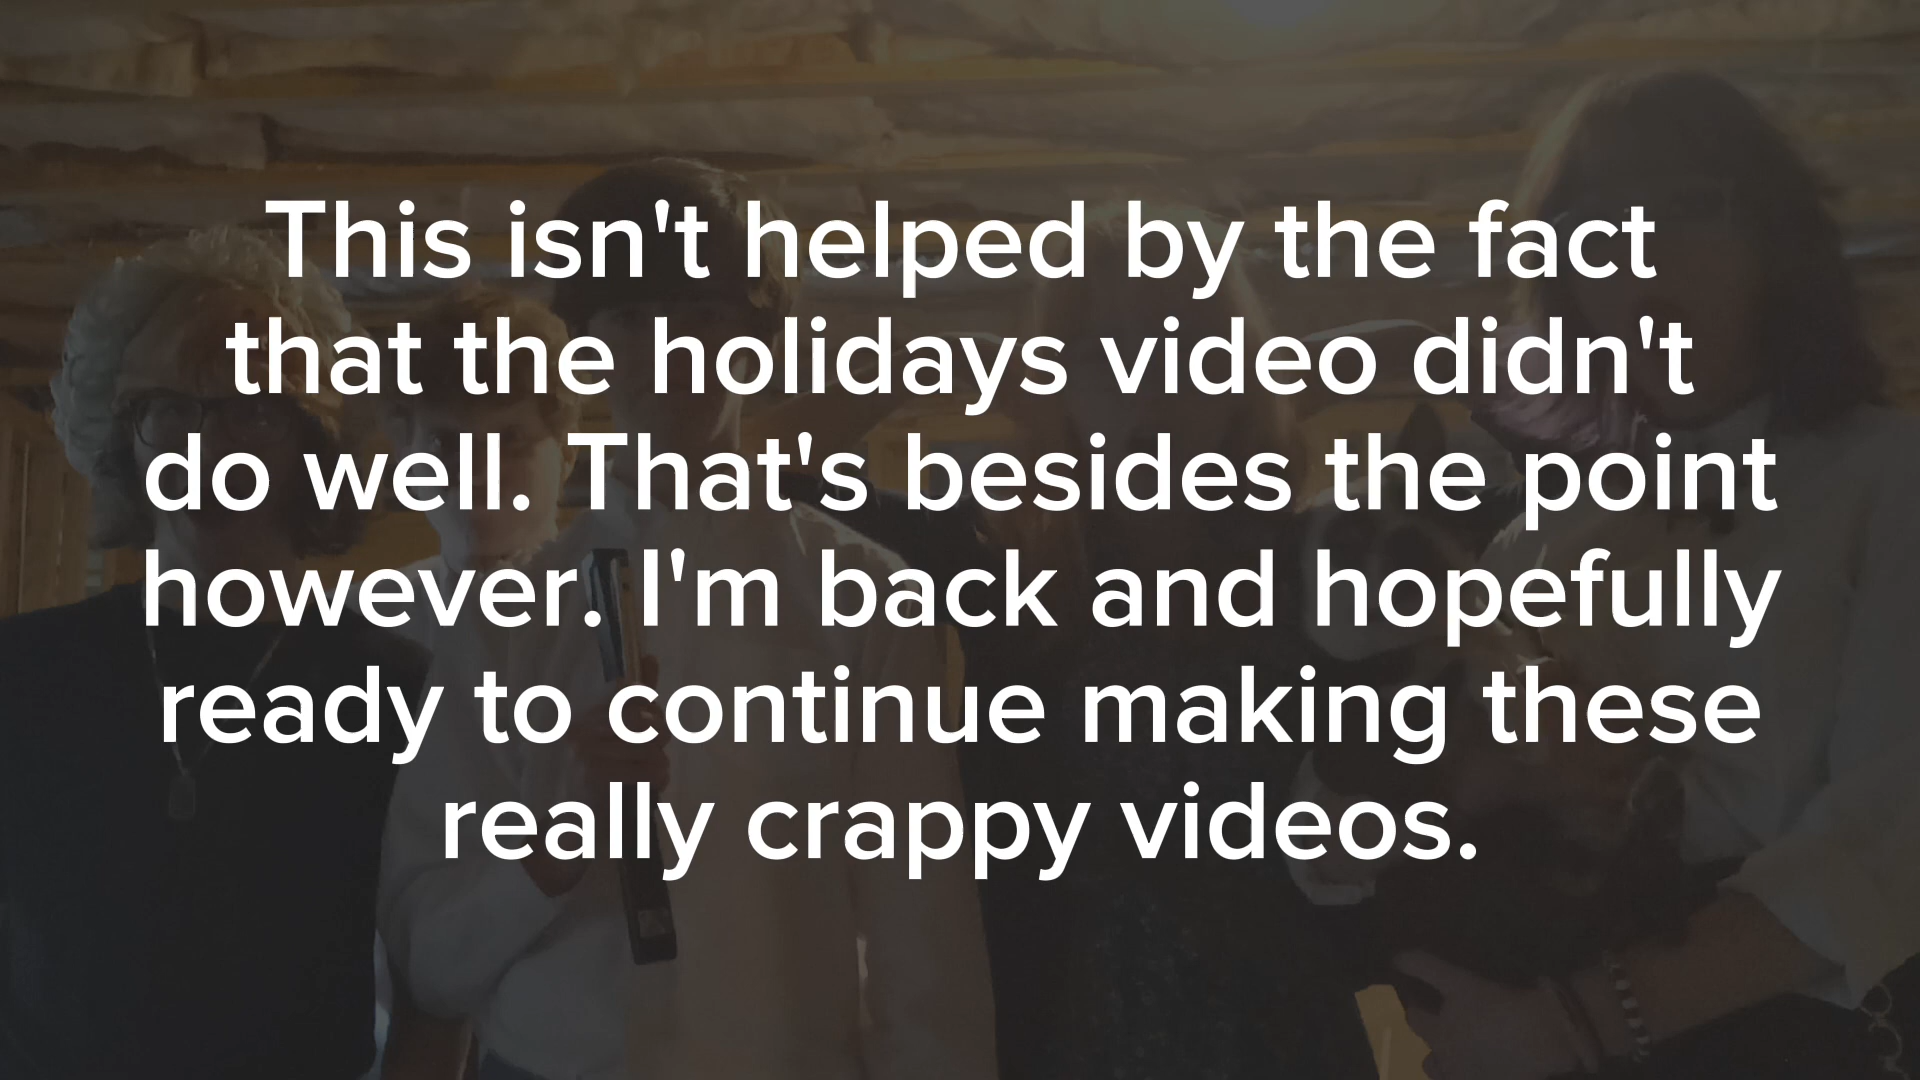 This isn't helped by the fact
that the holidays video didn't
do well. That's besides the point
however. I'm back and hopefully
ready to continue making these
really crappy videos.